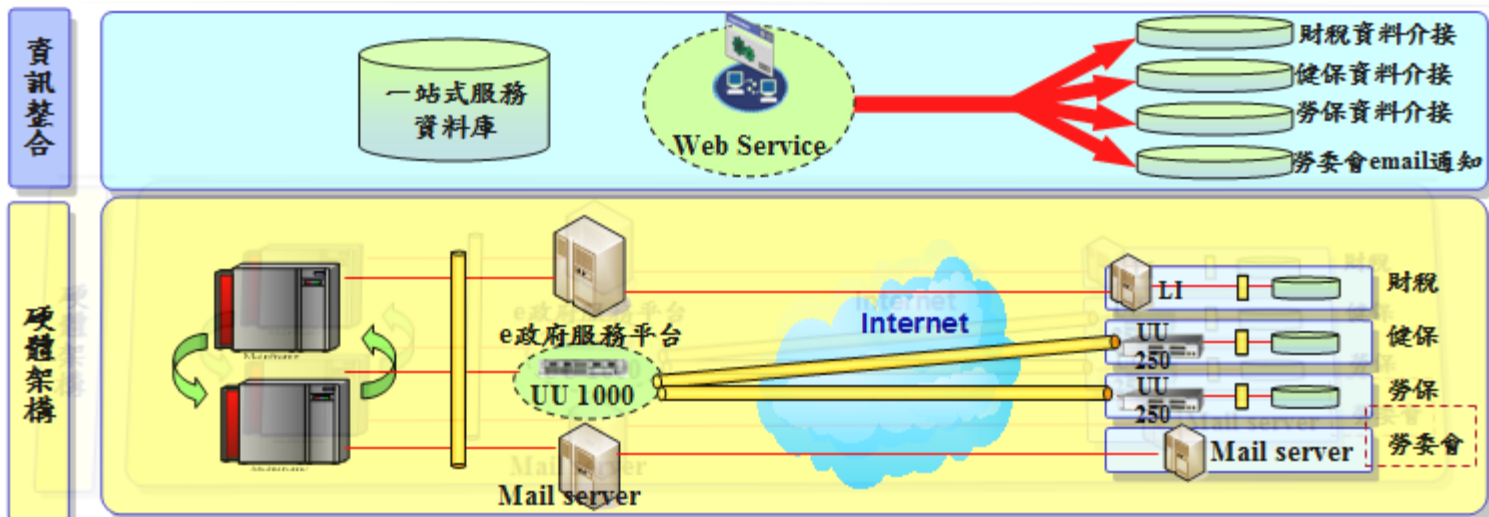 資訊整合
一站式服務
資料庫
Web Service
財稅資料介接
健保資料介接
勞保資料介接
勞委會email通知
硬體架構
e政府服務平台
UU 1000
Mail server
Internet
LI
財稅
UU
250
健保
UU
250
勞保
Mail server
勞委會